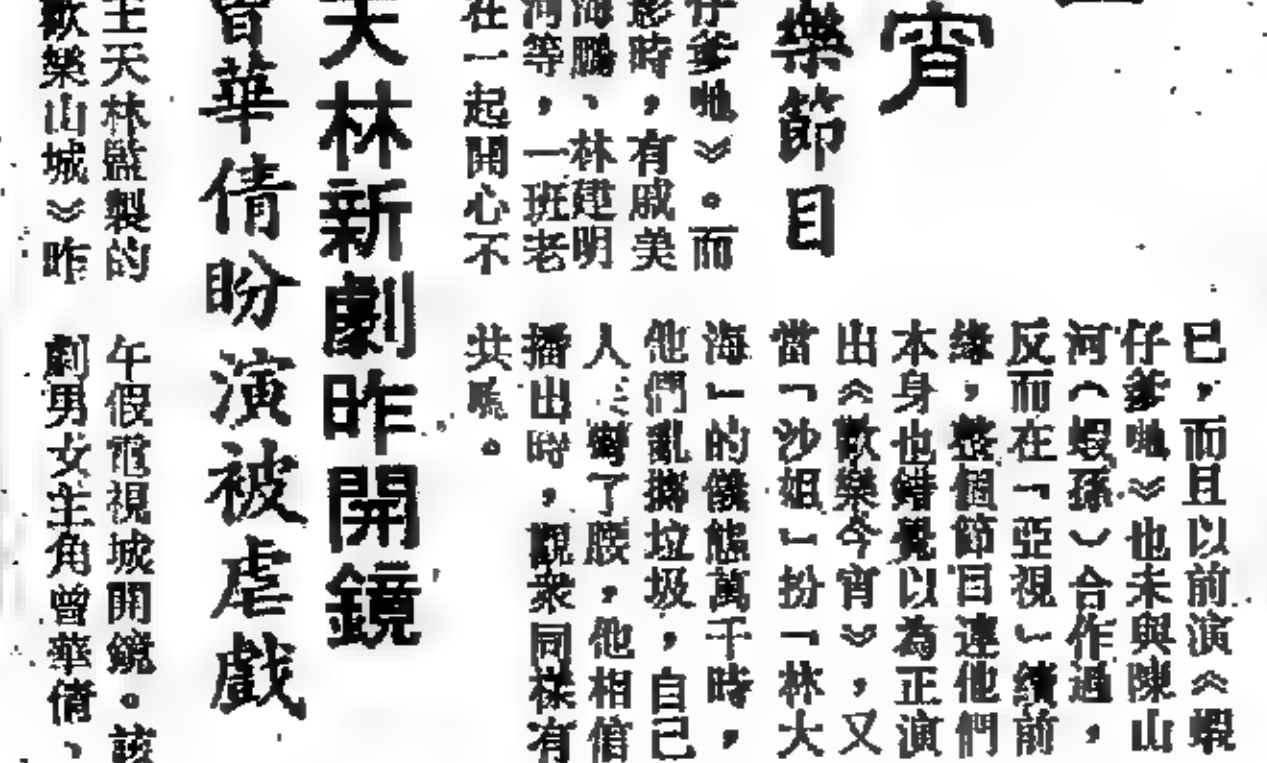 宵
樂節目
已，而且以前演《蝦
仔爹哋》也未與陳山
河（蝦孫）合作過，
反而在「亞視」續前
緣，整個節目連他們
本身也錯覺以為正演
出《歡樂今宵》，又
當「沙姐」扮「林大
海」的儀態萬千時，
他們亂擲垃圾，自己
人 嘢了 ，他相信
播出時，觀衆同樣有
共 。
仔爹哋》。而
影時，有戚美
海鵬、林建明
河等，一班老
在一起開心不
天林新劇昨開鏡
曾華倩盼演被虐戲
王天林監製的
歡樂山城》昨
午假電視城開鏡。該
劇男女主角曾華倩、